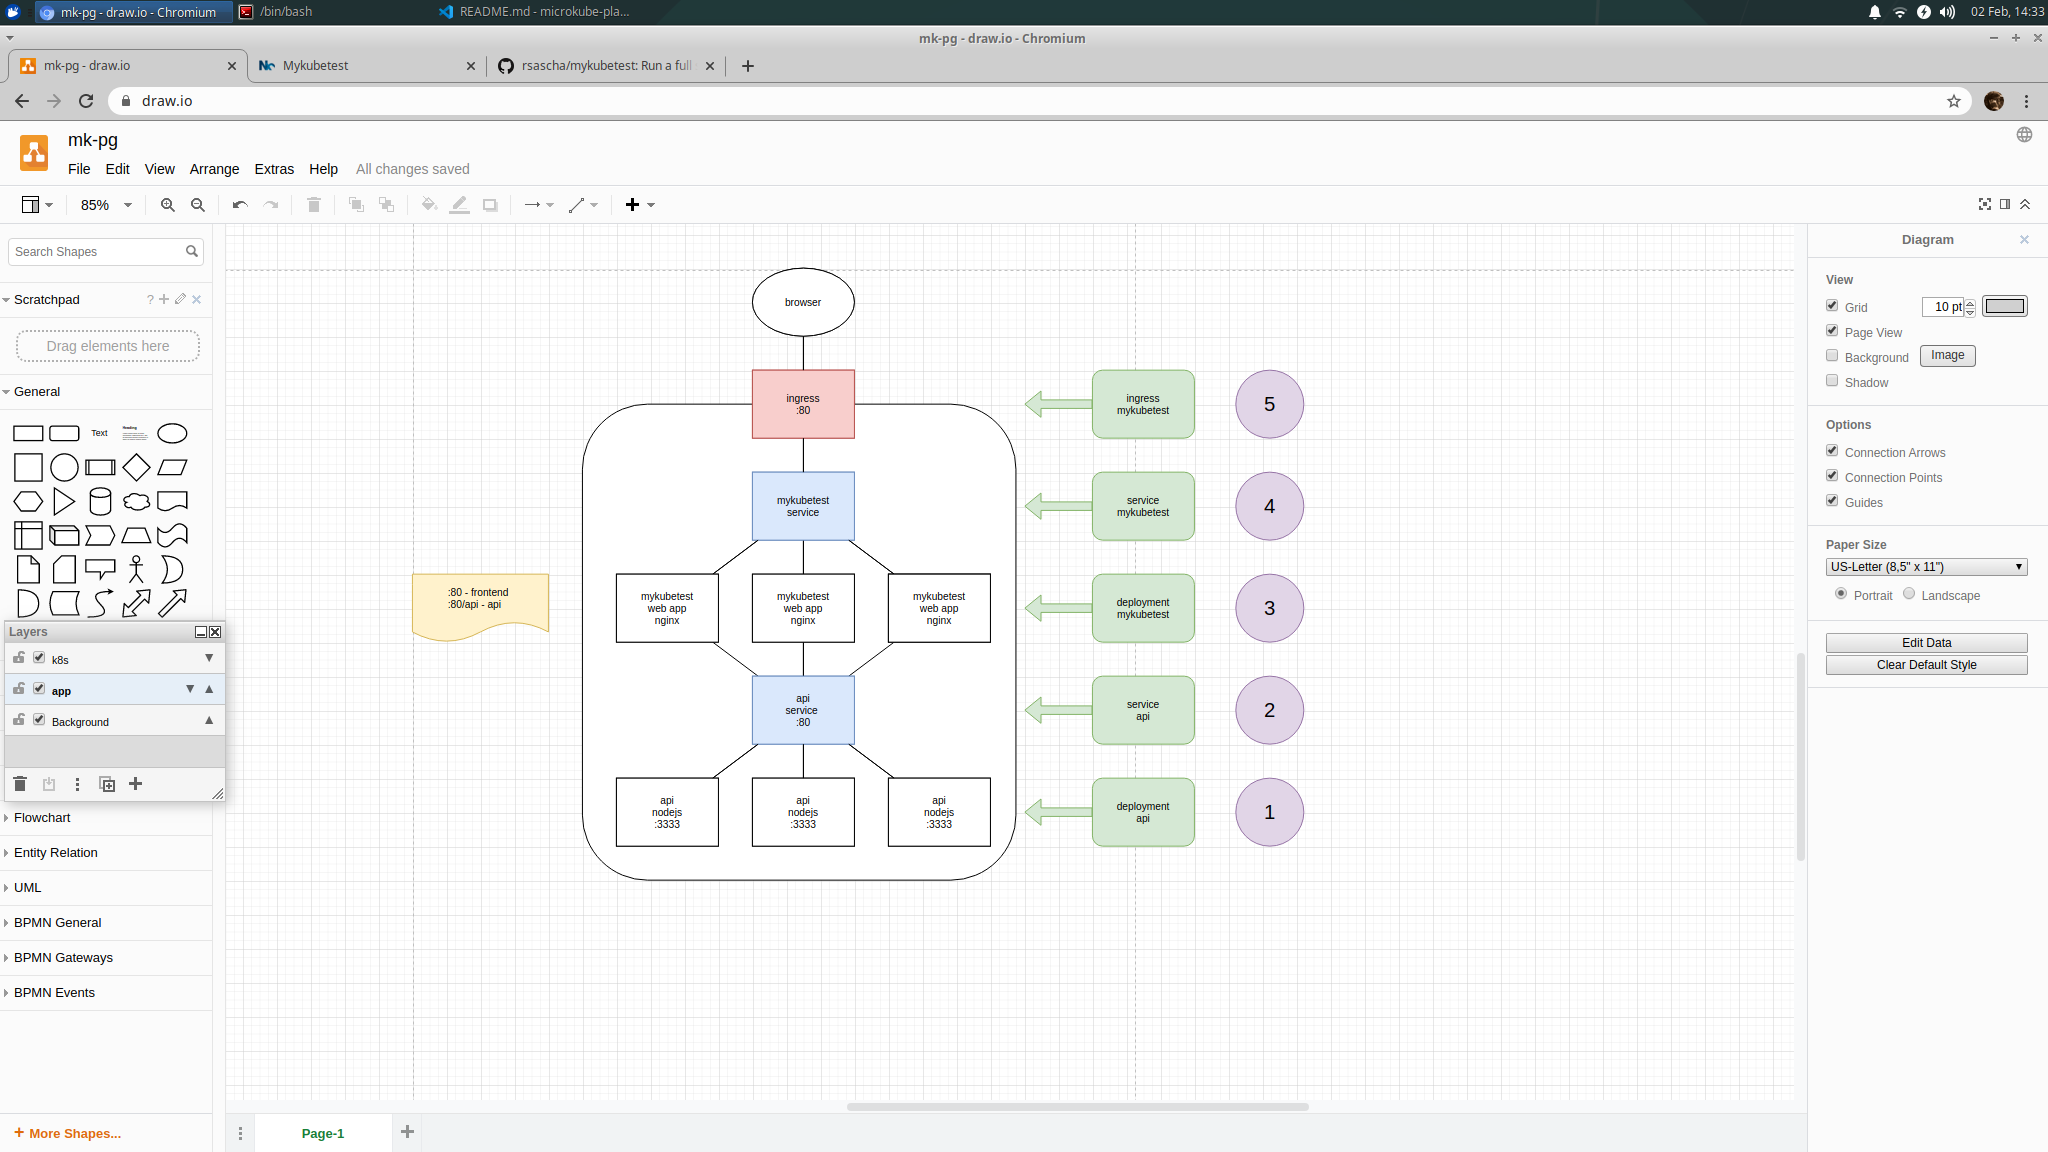 mk-pg - draw.io - Chromium
/bin/bash
README.md - microkube-pla...
02 Feb, 14:33
mk-pg - draw.io - Chromium
mk-pg - draw.io
Mykubetest
rsascha/mykubetest: Run a full
draw.io
mk-pg
File Edit View Arrange Extras Help All changes saved
85%
Search Shapes
Scratchpad
?
Drag elements here
General
Text
Heading
Layers
k8s
app
Background
Flowchart
Entity Relation
UML
BPMN General
BPMN Gateways
BPMN Events
+ More Shapes...
browser
ingress
:80
mykubetest
service
:80 - frontend
:80/api - api
mykubetest
web app
nginx
mykubetest
web app
nginx
mykubetest
web app
nginx
api
service
:80
api
nodejs
:3333
api
nodejs
:3333
api
nodejs
:3333
ingress
mykubetest
5
service
mykubetest
4
deployment
mykubetest
3
service
api
2
deployment
api
1
Page-1
Diagram
View
Grid
10 pt
Page View
Background
Image
Shadow
Options
Connection Arrows
Connection Points
Guides
Paper Size
US-Letter (8,5" x 11")
Portrait
Landscape
Edit Data
Clear Default Style